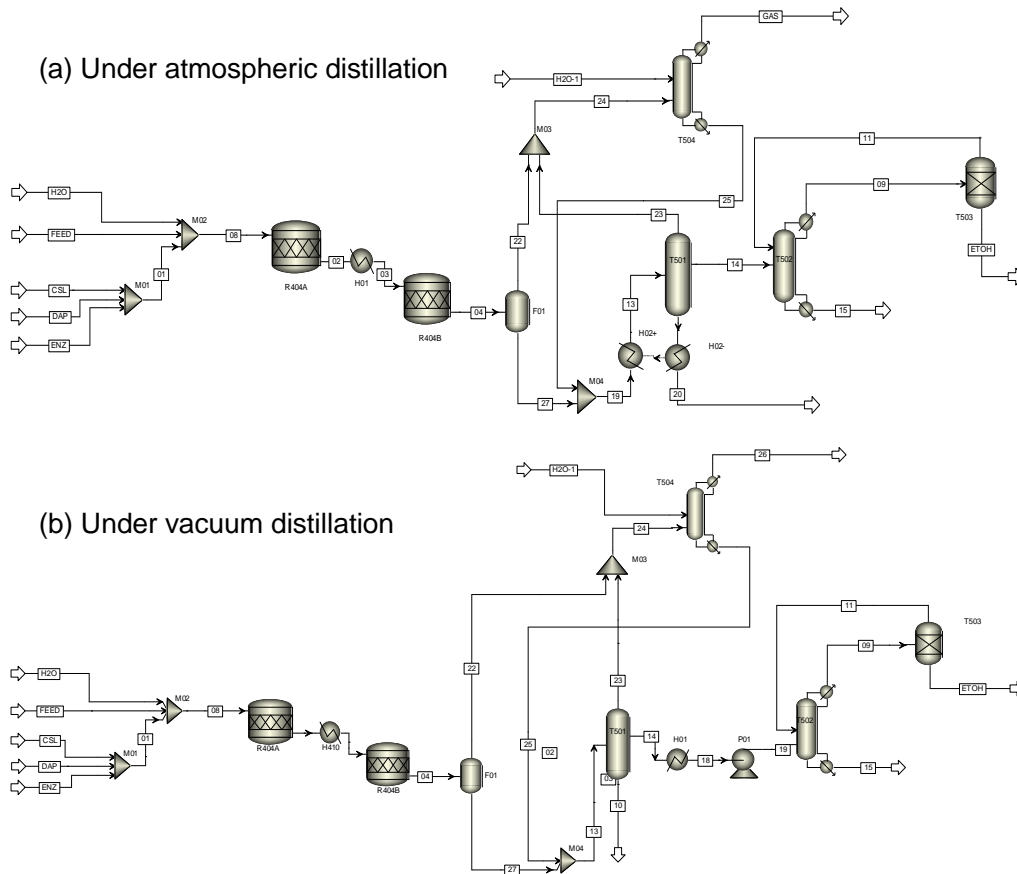 (a) Under atmospheric distillation
GAS
H2O-1
24
T504
M03
11
09
T503
25
23
22
H2O
M02
FEED
08
01
CSL
M01
DAP
ENZ
R404A
02
H01
03
R404B
04
F01
T501
14
T502
ETOH
13
15
H02+
H02-
M04
19
27
20
(b) Under vacuum distillation
26
H2O-1
T504
24
M03
11
T503
09
22
23
H2O
M02
FEED
08
01
CSL
M01
DAP
ENZ
R404A
H410
R404B
04
F01
25
02
T501
14
H01
18
P01
19
T502
ETOH
15
03
10
13
M04
27